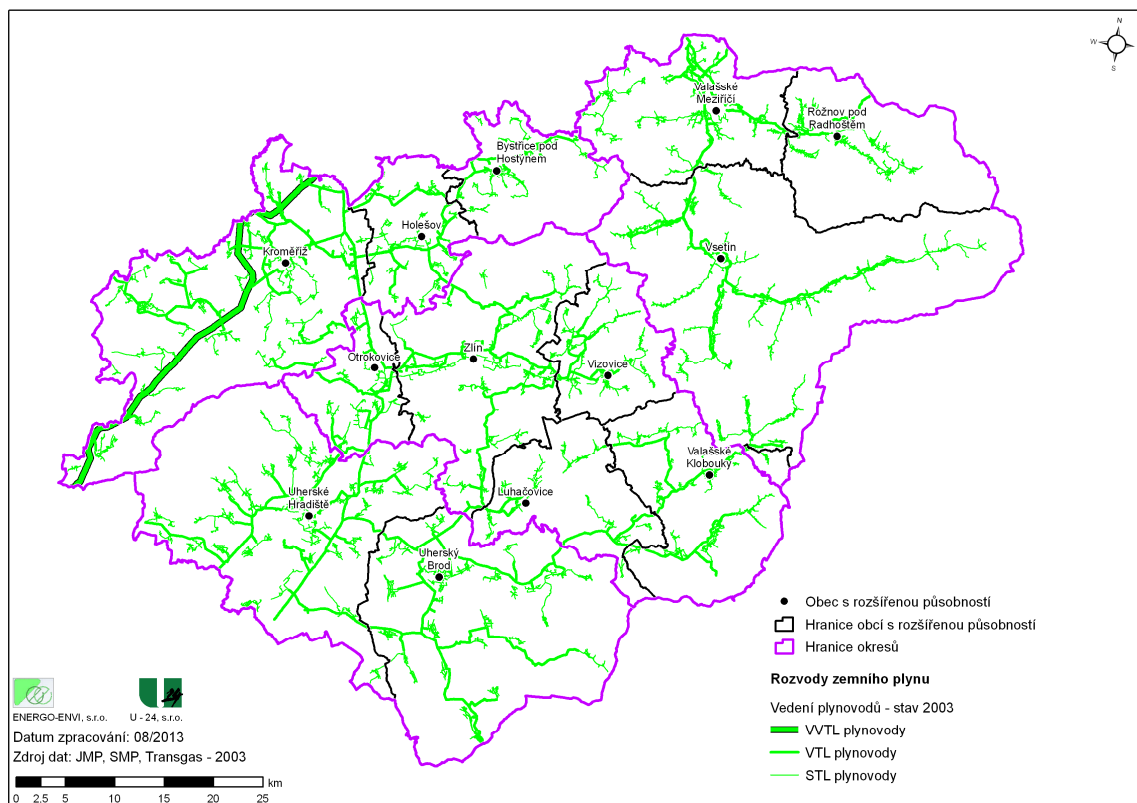 N
W
S
Valašské
Meziříčí
Rožnov pod
Radhoštěm
Bystřice pod
Hostýnem
Holešov
Kroměříž
Vsetín
Otrokovice
Zlín
Vizovice
Valašské
Klobouky
Uherské
Hradiště
Luhačovice
Uherský
Brod
Obec s rozšířenou působností
Hranice obcí s rozšířenou působností
Hranice okresů
Rozvody zemního plynu
Vedení plynovodů - stav 2003
VVTL plynovody
VTL plynovody
STL plynovody
ENERGO-ENVI, s.r.o.
U - 24, s.r.o.
Datum zpracování: 08/2013
Zdroj dat: JMP, SMP, Transgas - 2003
km
0 2,5 5 10 15 20 25